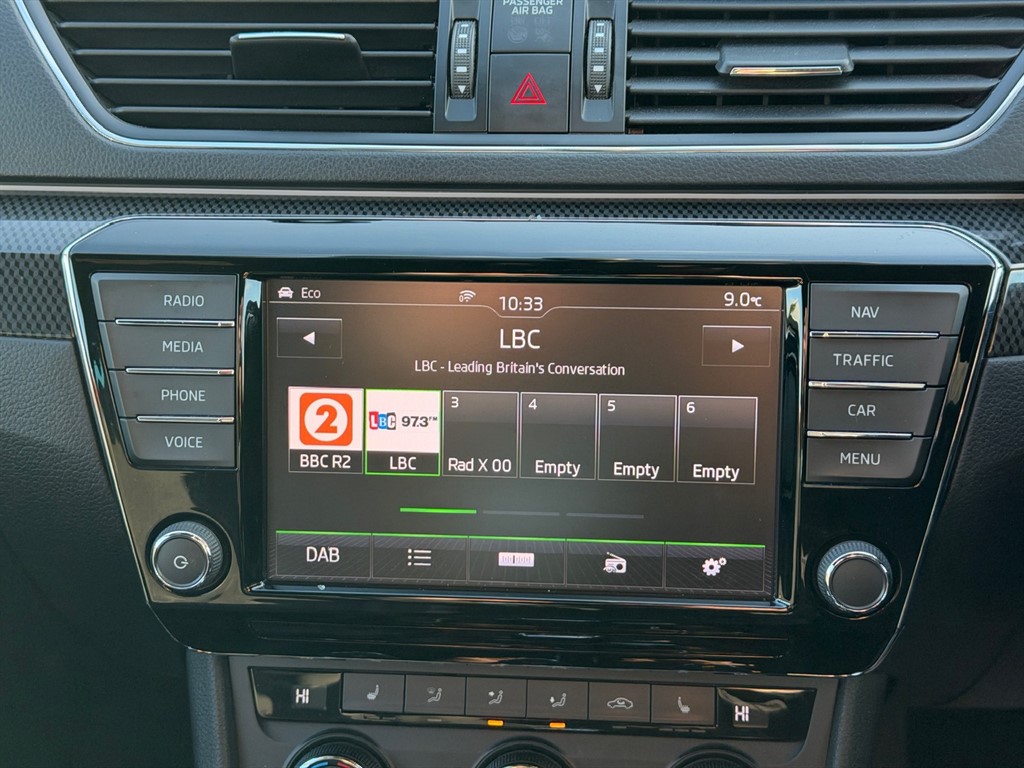 PASSENGER
AIR BAG
RADIO
MEDIA
PHONE
VOICE
Eco
10:33
9.0°C
LBC
LBC - Leading Britain's Conversation
2
BBC R2
LBC 97.3FM
LBC
3
Rad X 00
4
Empty
5
Empty
6
Empty
DAB
NAV
TRAFFIC
CAR
MENU
HI
HI